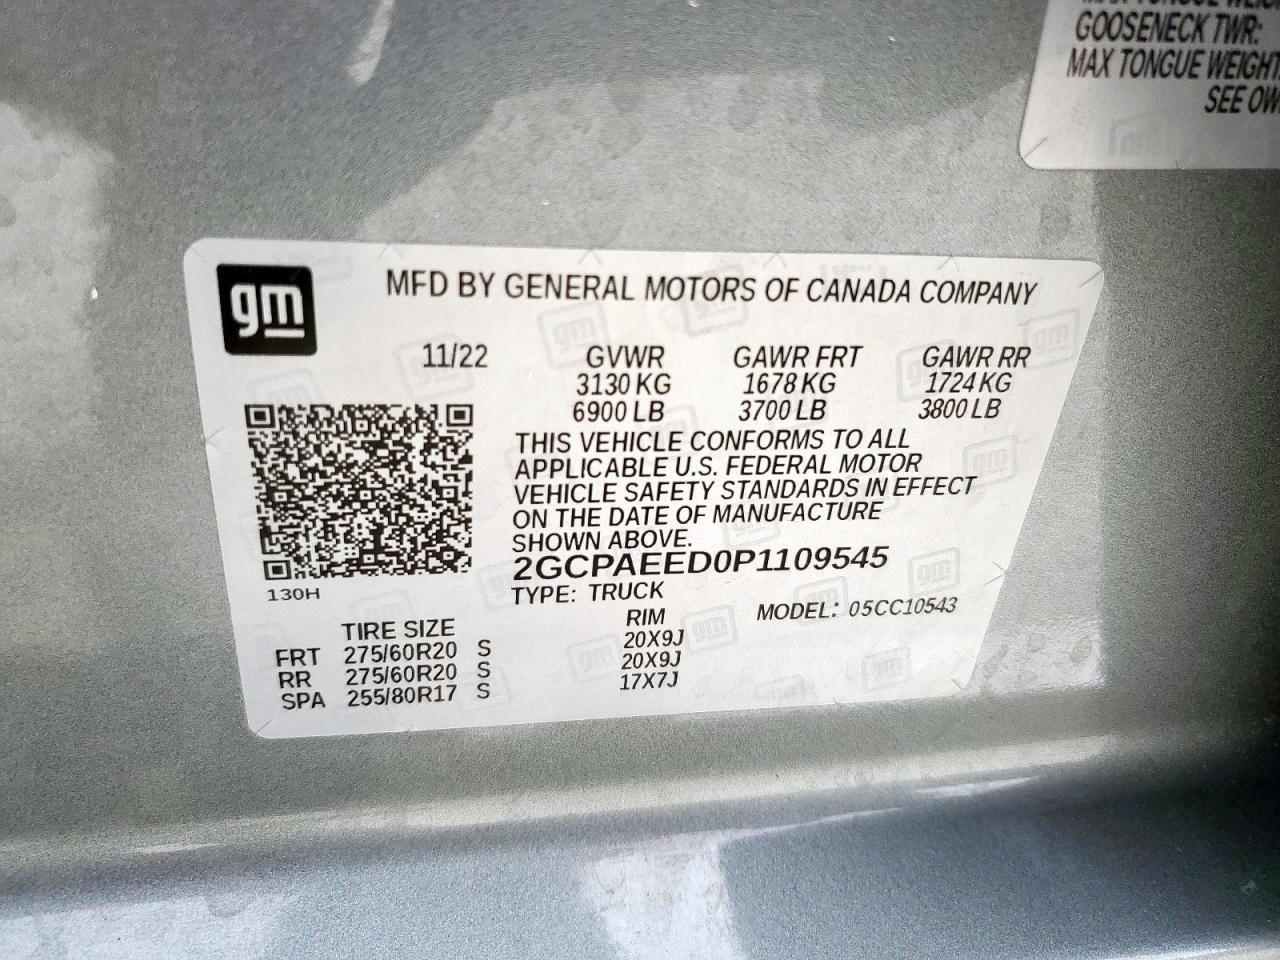 GOOSENECK TWR:
MAX TONGUE WEIGHT
SEE OW
gm
MFD BY GENERAL MOTORS OF CANADA COMPANY
11/22 GVWR GAWR FRT GAWR RR
3130 KG 1678 KG 1724 KG
6900 LB 3700 LB 3800 LB
THIS VEHICLE CONFORMS TO ALL
APPLICABLE U.S. FEDERAL MOTOR
VEHICLE SAFETY STANDARDS IN EFFECT
ON THE DATE OF MANUFACTURE
SHOWN ABOVE.
2GCPAEED0P1109545
130H
TYPE: TRUCK
MODEL: 05CC10543
TIRE SIZE RIM
FRT 275/60R20 S 20X9J
RR 275/60R20 S 20X9J
SPA 255/80R17 S 17X7J